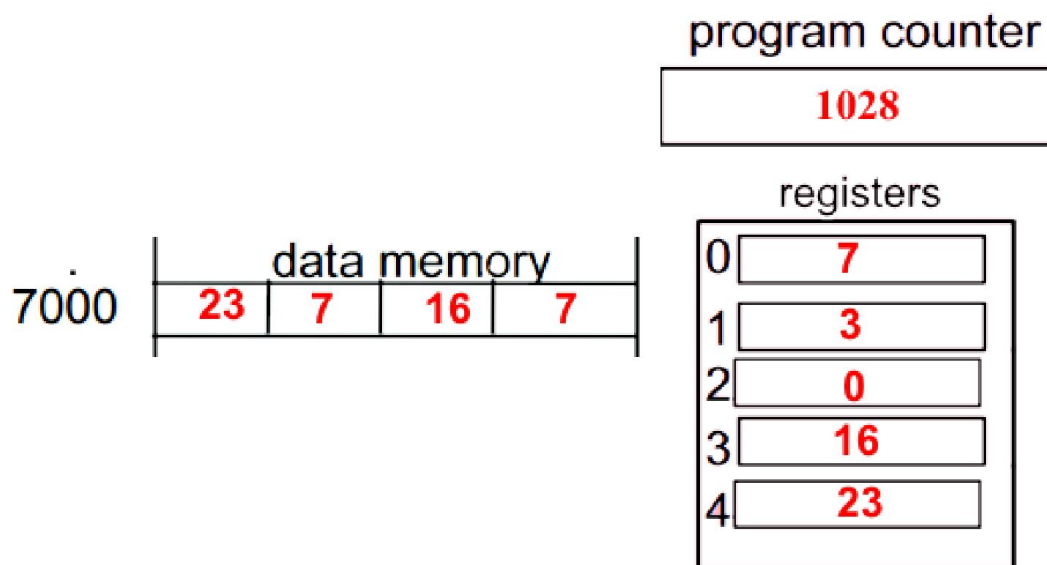 program counter
1028
registers
data memory
7000 23 7 16 7
0 7
1 3
2 0
3 16
4 23